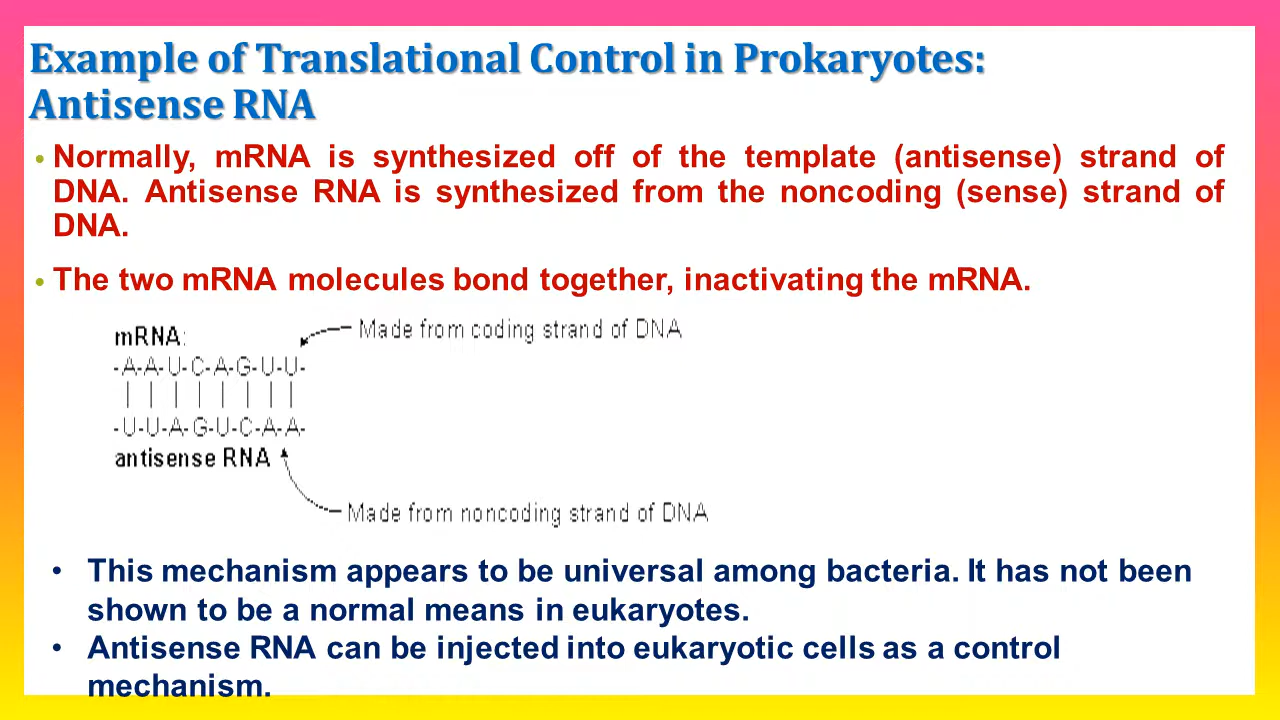 Example of Translational Control in Prokaryotes:
Antisense RNA
• Normally, mRNA is synthesized off of the template (antisense) strand of
DNA. Antisense RNA is synthesized from the noncoding (sense) strand of
DNA.
• The two mRNA molecules bond together, inactivating the mRNA.
Made from coding strand of DNA
mRNA:
-A-A-U-C-A-G-U-U-
-U-U-A-G-U-C-A-A-
antisense RNA
Made from noncoding strand of DNA
• This mechanism appears to be universal among bacteria. It has not been
shown to be a normal means in eukaryotes.
• Antisense RNA can be injected into eukaryotic cells as a control
mechanism.